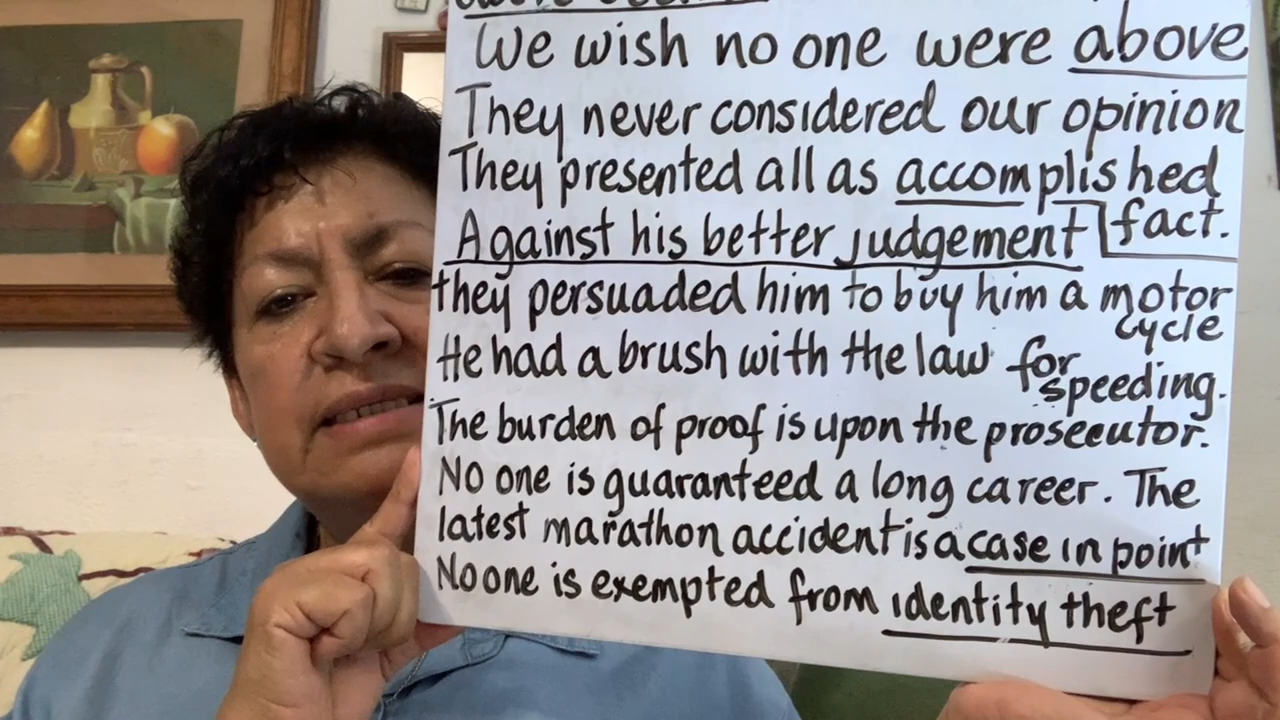 We wish no one were above
They never considered our opinion
They presented all as accomplished
fact.
Against his better judgement
they persuaded him to buy him a motor
cycle
He had a brush with the law for
speeding.
The burden of proof is upon the prosecutor.
No one is guaranteed a long career. The
latest marathon accident is a case in point
No one is exempted from identity theft